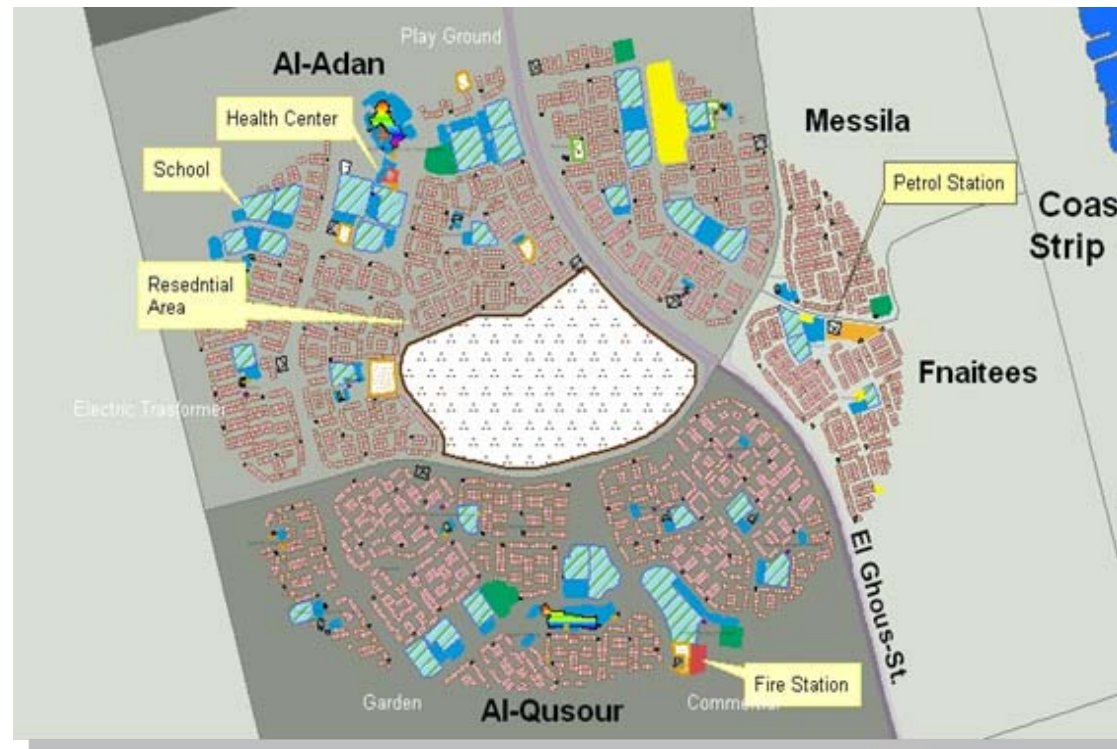 Play Ground
Al-Adan
Health Center
School
Messila
Petrol Station
Coas
Strip
Resedntial
Area
Fnaitees
Electric Trasformer
El Ghous-St.
Fire Station
Garden
Al-Qusour